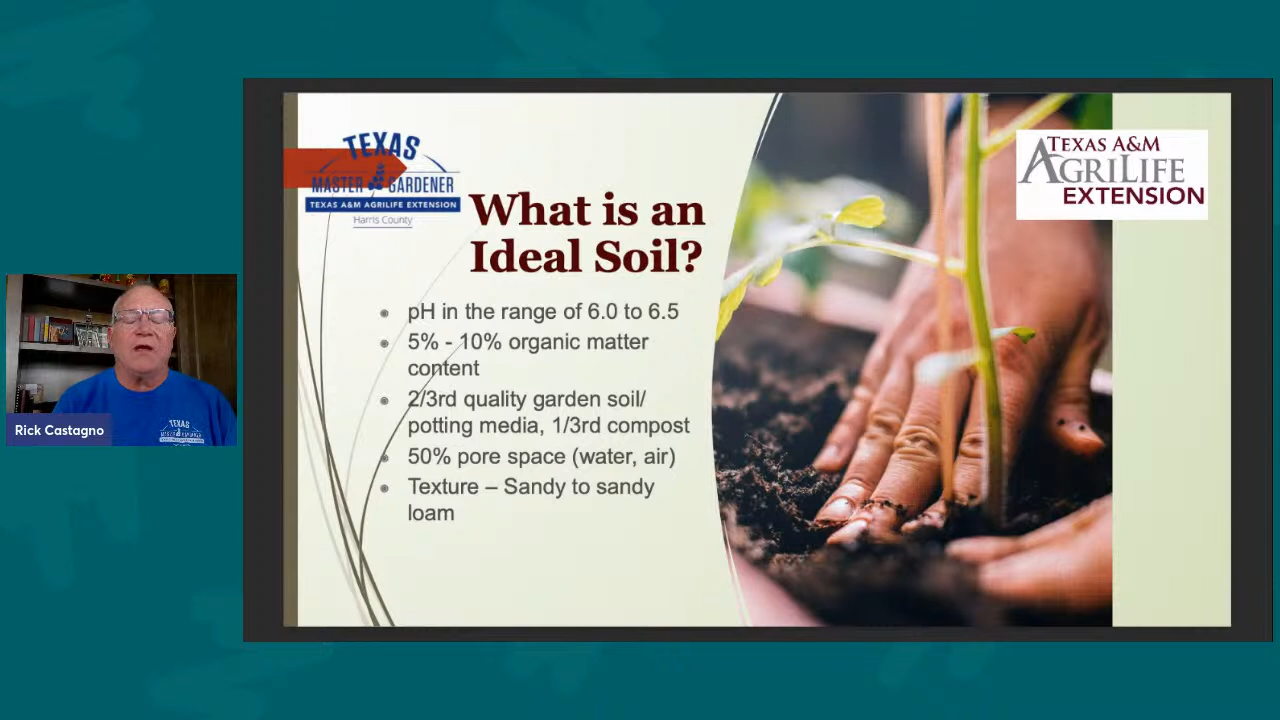 TEXAS
MASTER GARDENER
TEXAS A&M AGRILIFE EXTENSION
Harris County
TEXAS A&M
AGRILIFE
EXTENSION
What is an
Ideal Soil?
pH in the range of 6.0 to 6.5
5% - 10% organic matter
content
2/3rd quality garden soil/
potting media, 1/3rd compost
50% pore space (water, air)
Texture – Sandy to sandy
loam
Rick Castagno
TEXAS